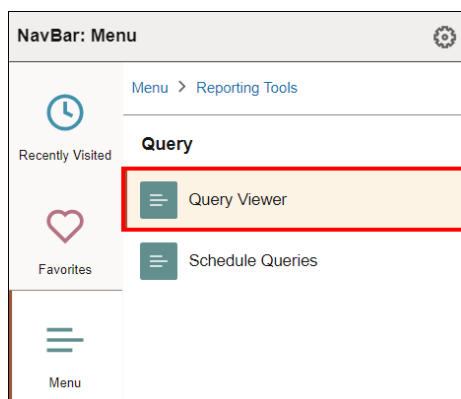 NavBar: Menu
Menu > Reporting Tools
Recently Visited
Query
Query Viewer
Favorites
Schedule Queries
Menu